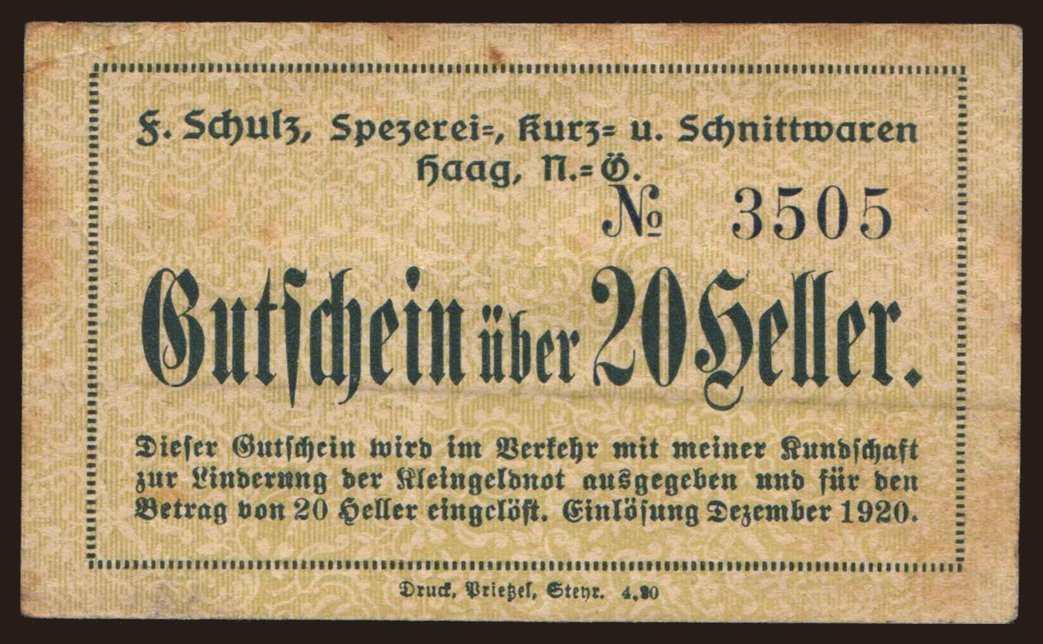 F. Schulz, Spezerei=, Kurz= u. Schnittwaren
Haag, N.=Ö.
№ 3505
Gutschein über 20 Heller.
Dieser Gutschein wird im Verkehr mit meiner Kundschaft
zur Linderung der Kleingeldnot ausgegeben und für den
Betrag von 20 Heller eingelöst. Einlösung Dezember 1920.
Druck, Prietzel, Steyr. 4.20